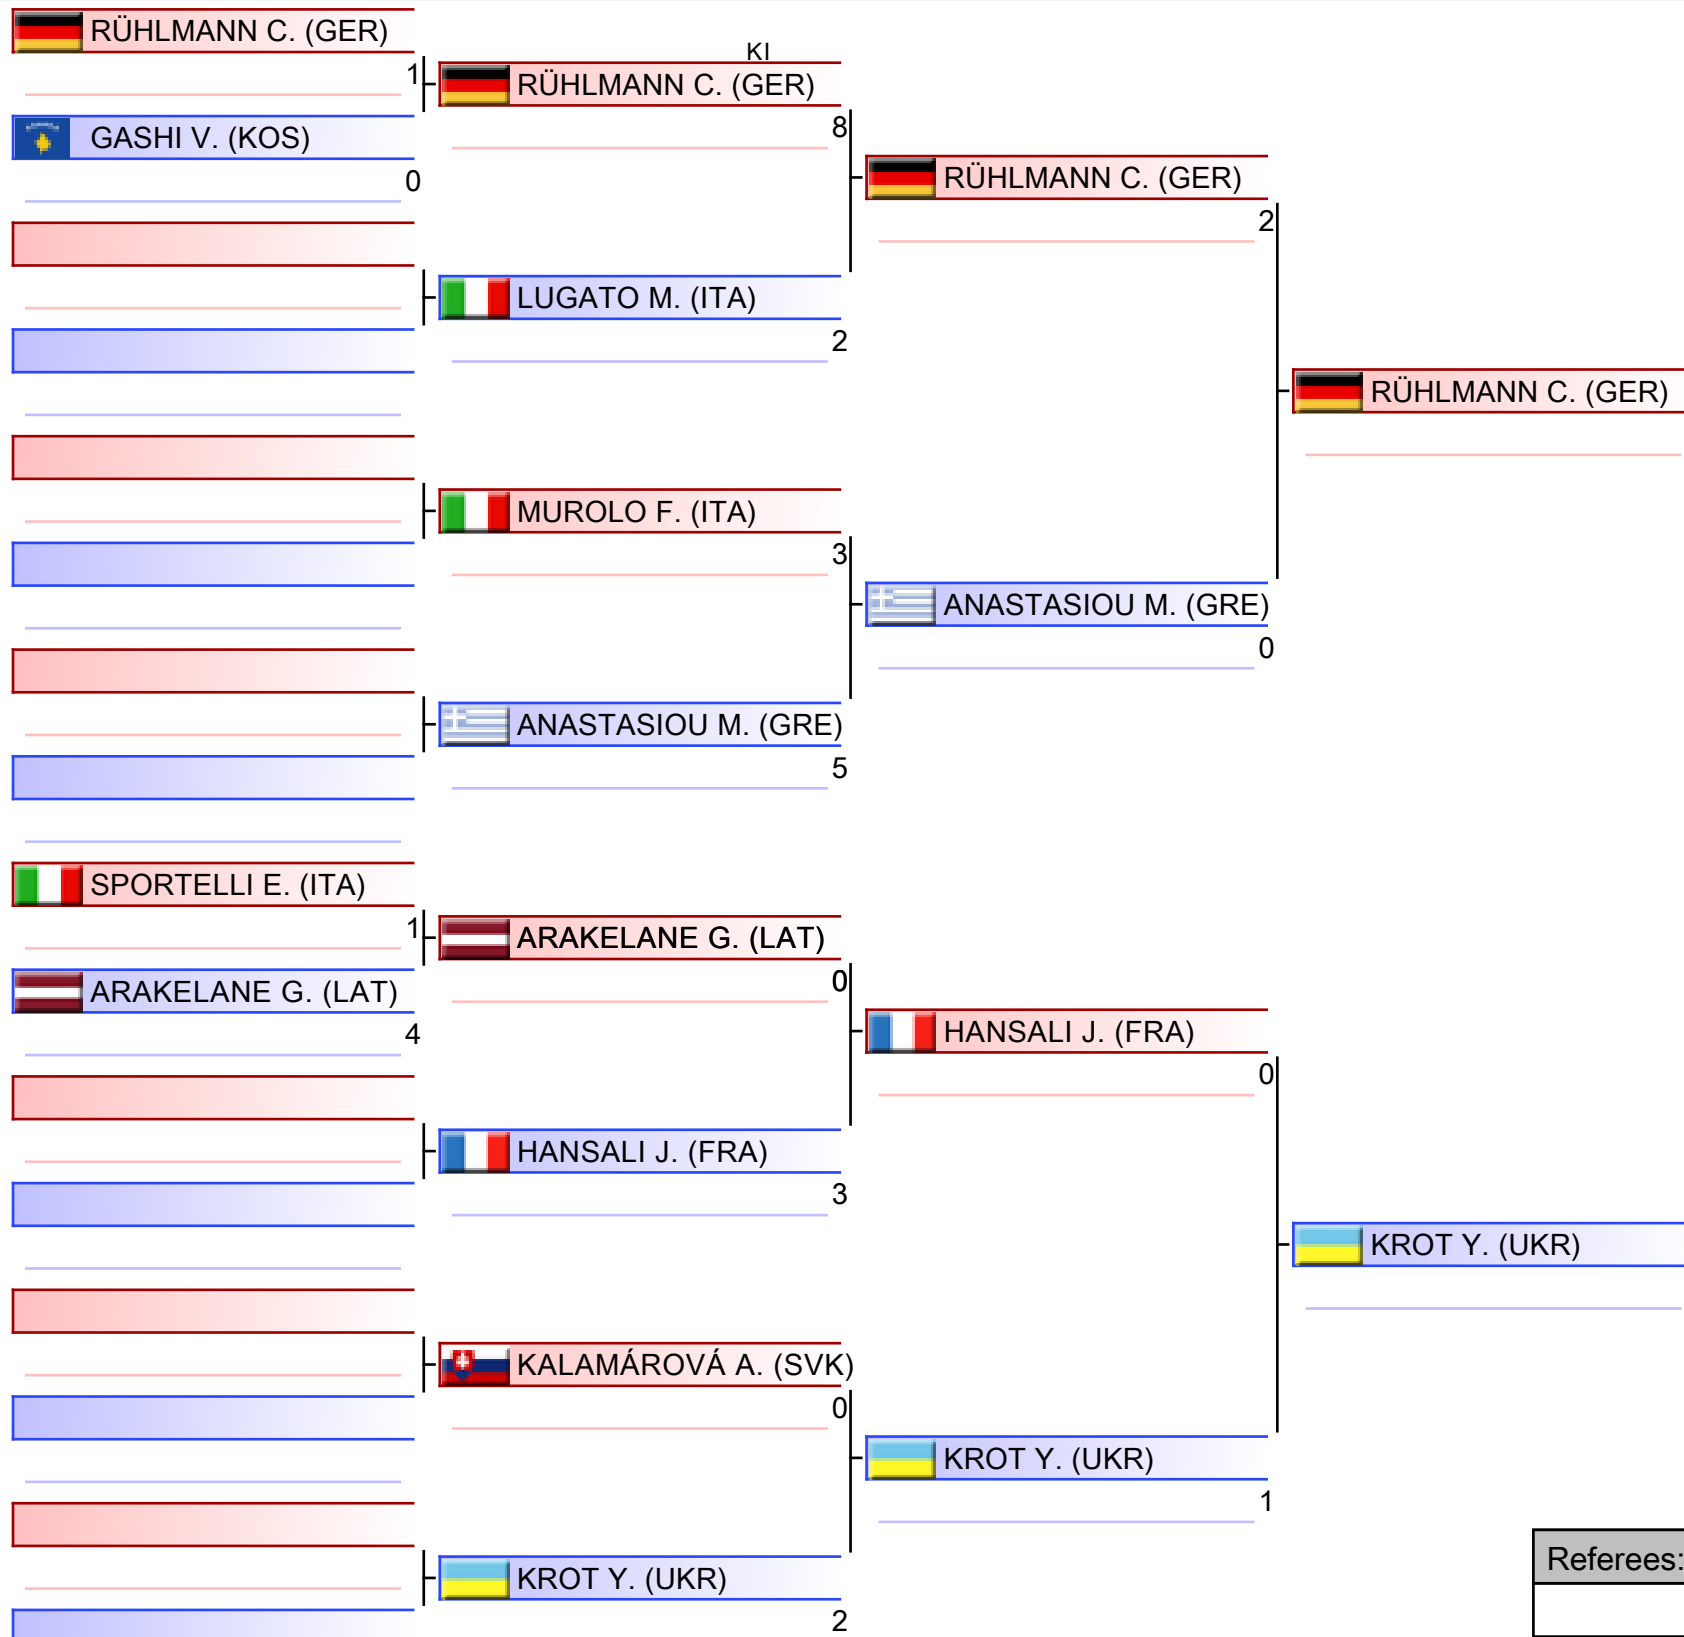 RÜHLMANN C. (GER)
1
GASHI V. (KOS)
0
KI
RÜHLMANN C. (GER)
8
LUGATO M. (ITA)
2
RÜHLMANN C. (GER)
2
MUROLO F. (ITA)
3
ANASTASIOU M. (GRE)
5
ANASTASIOU M. (GRE)
0
RÜHLMANN C. (GER)
SPORTELLI E. (ITA)
1
ARAKELANE G. (LAT)
4
ARAKELANE G. (LAT)
0
HANSALI J. (FRA)
3
HANSALI J. (FRA)
0
KALAMÁROVÁ A. (SVK)
0
KROT Y. (UKR)
2
KROT Y. (UKR)
1
KROT Y. (UKR)
Referees: